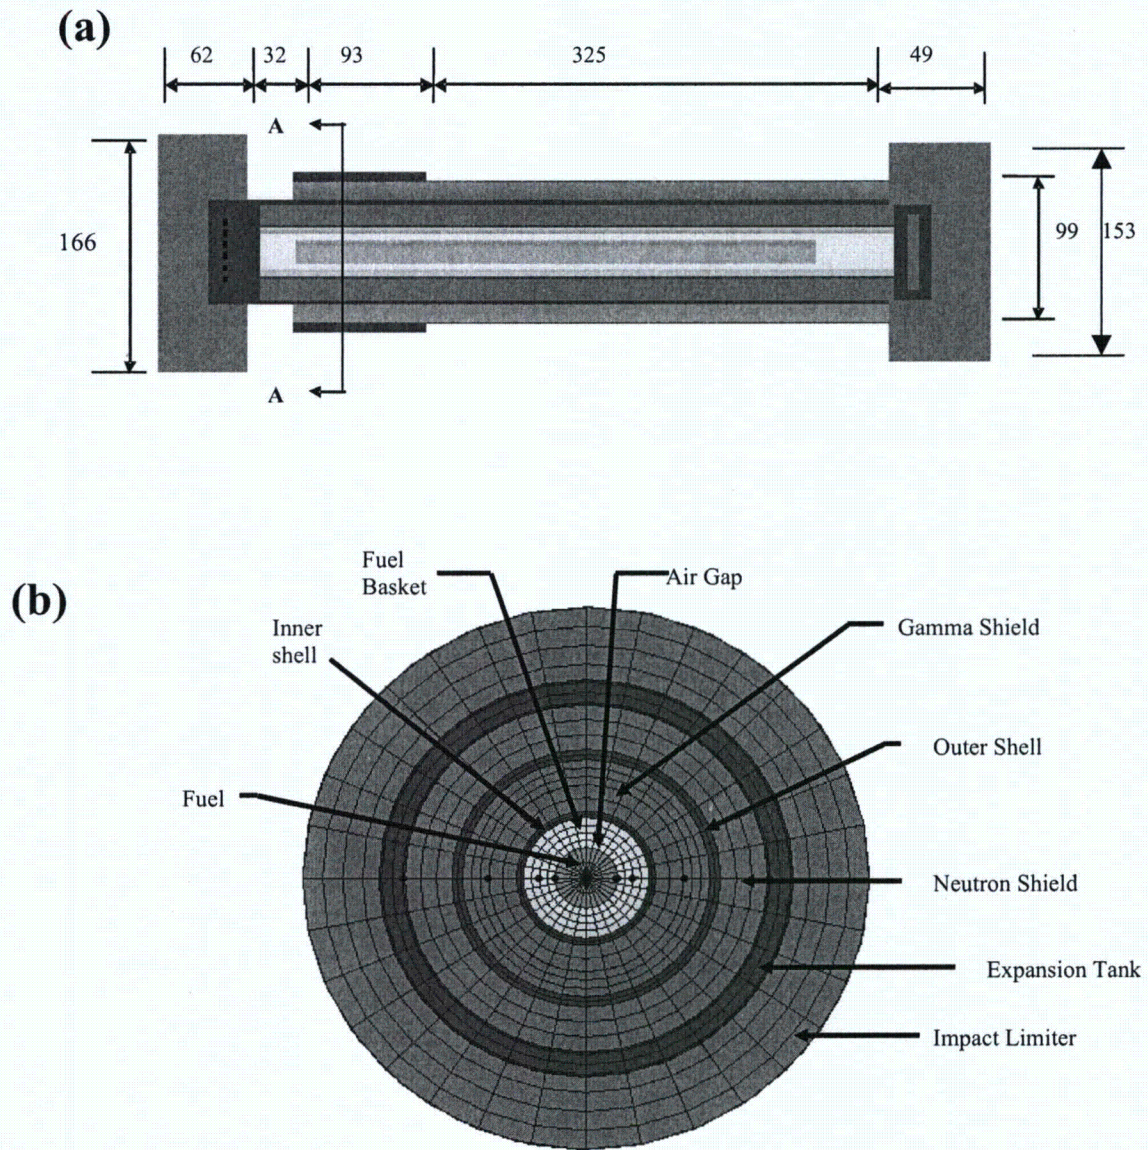 (a)
62 32 93 325 49
A
166
99 153
A
(b)
Fuel
Basket
Air Gap
Inner
shell
Gamma Shield
Outer Shell
Fuel
Neutron Shield
Expansion Tank
Impact Limiter